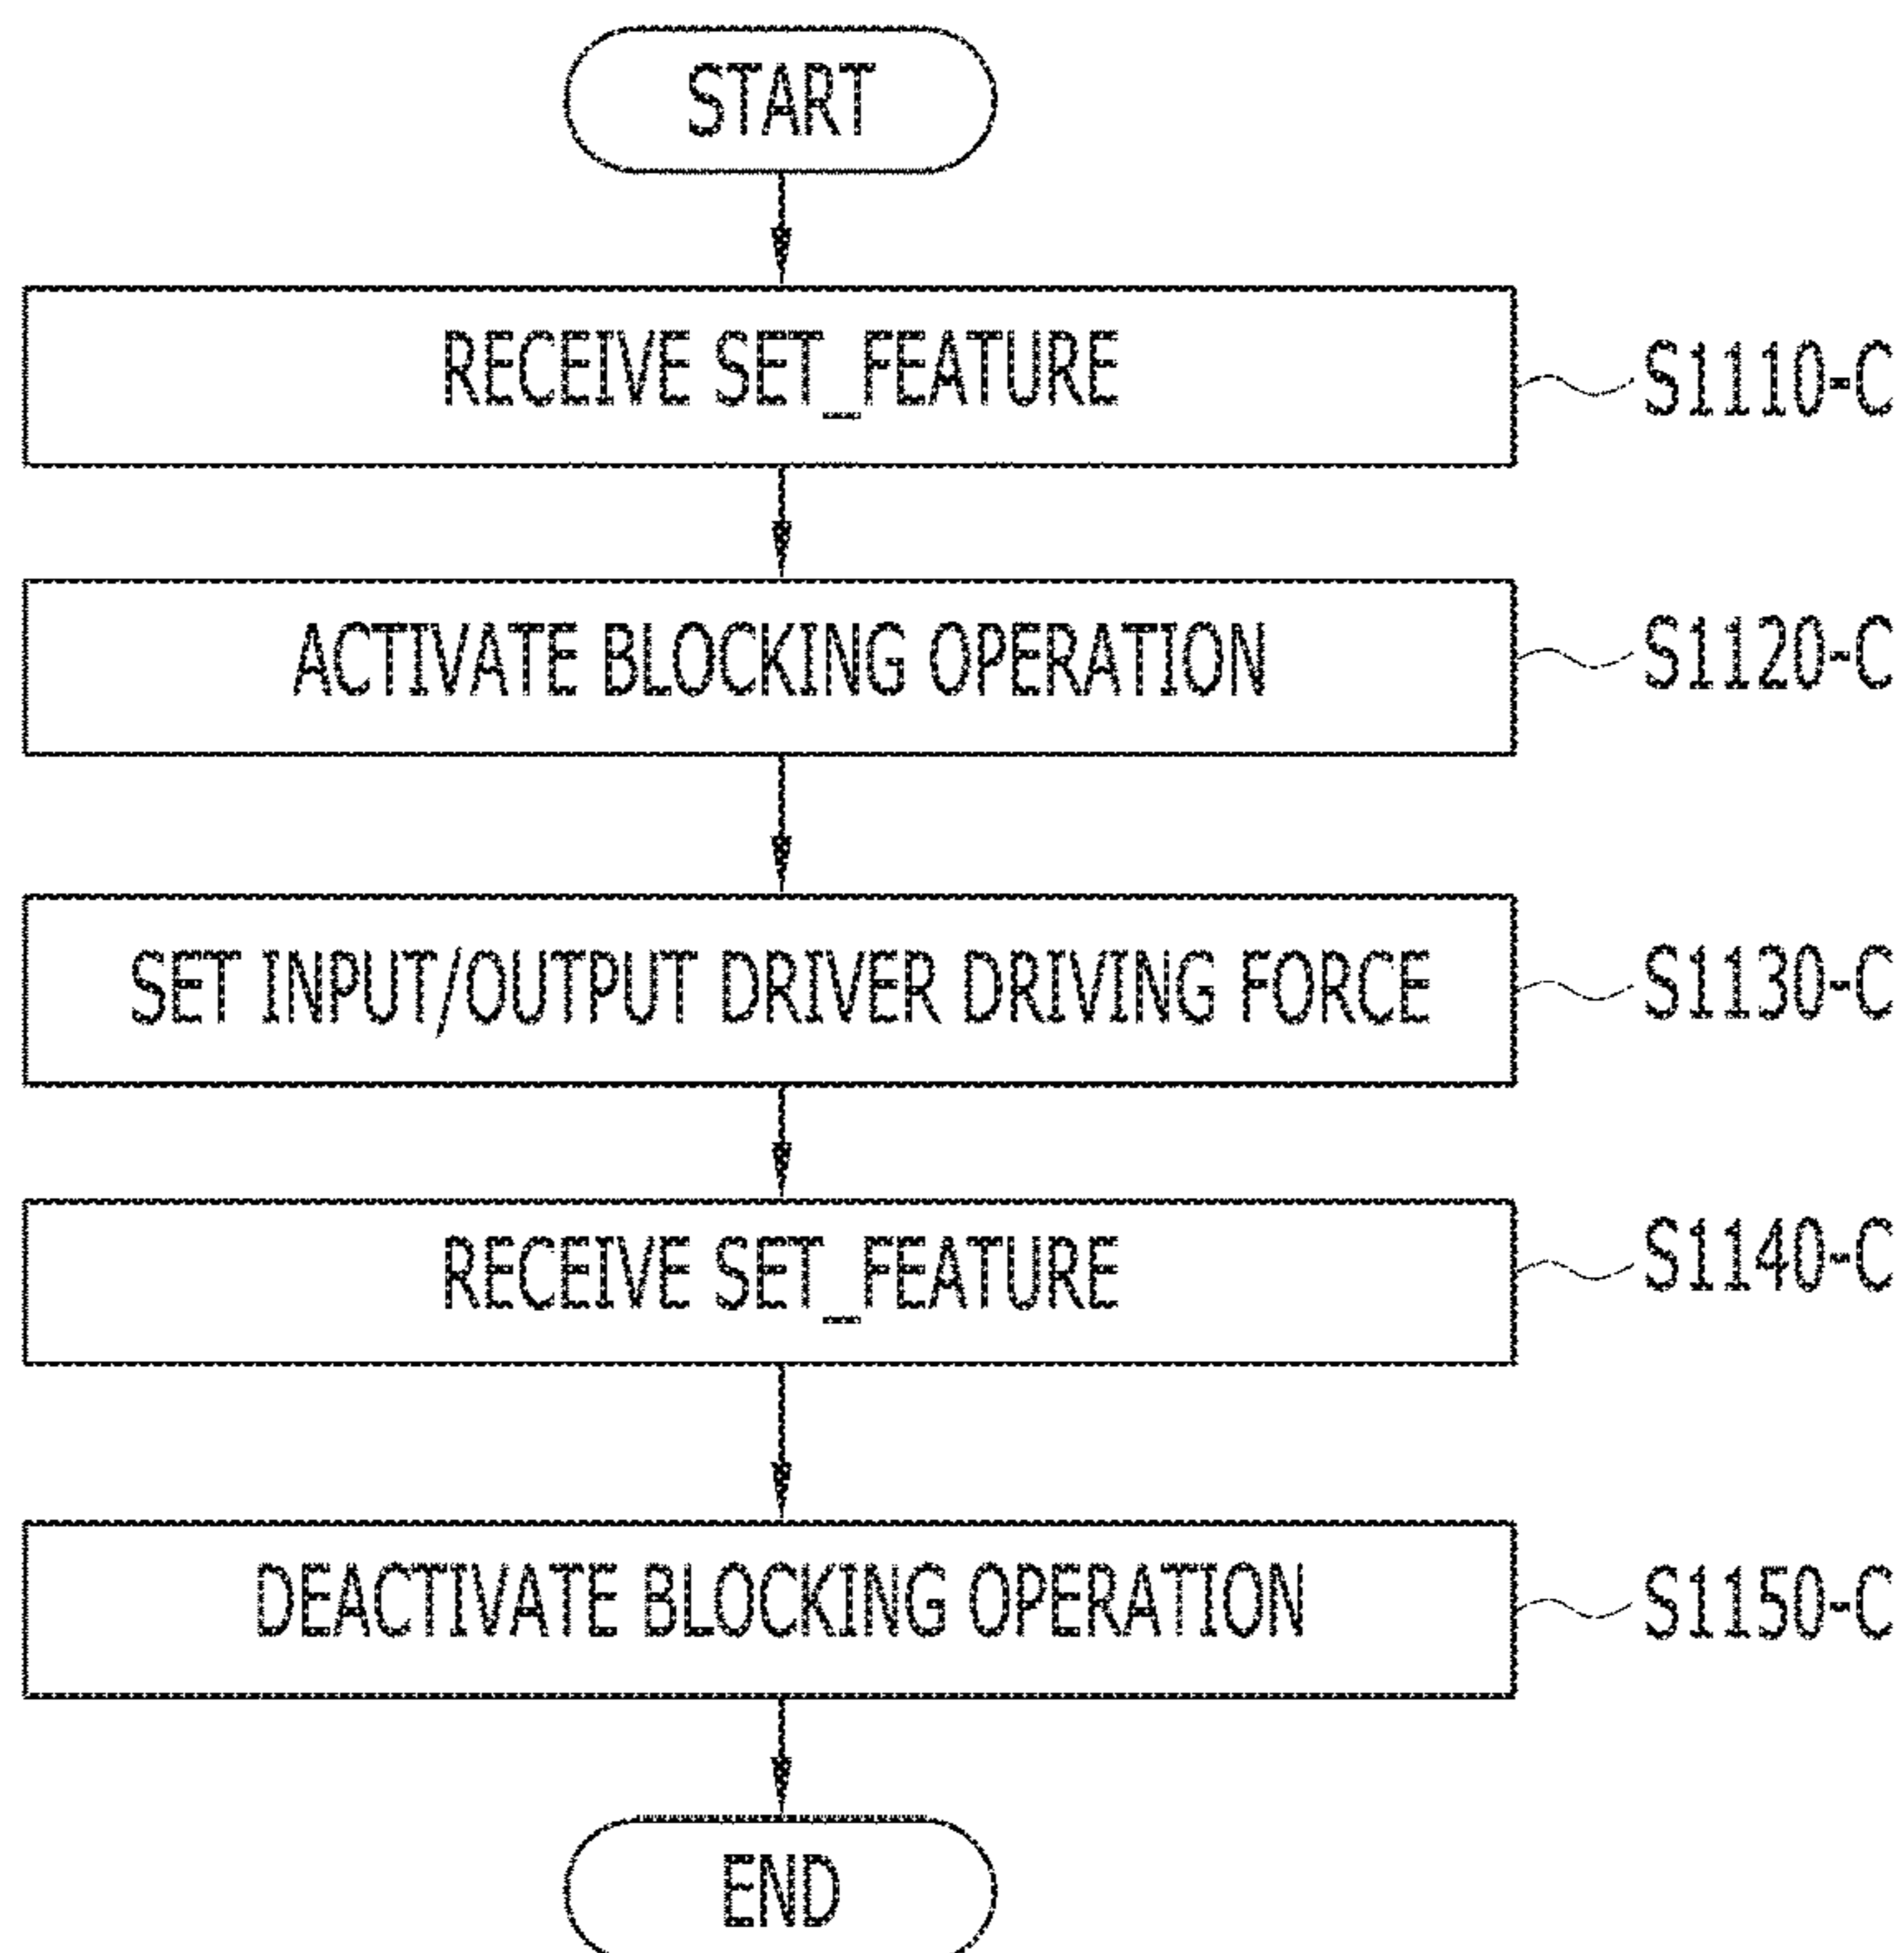 START
RECEIVE SET_FEATURE
S1110-C
ACTIVATE BLOCKING OPERATION
S1120-C
SET INPUT/OUTPUT DRIVER DRIVING FORCE
S1130-C
RECEIVE SET_FEATURE
S1140-C
DEACTIVATE BLOCKING OPERATION
S1150-C
END